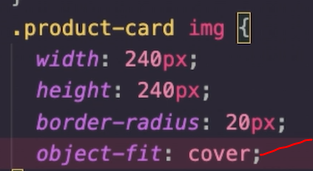 .product-card img {
width: 240px;
height: 240px;
border-radius: 20px;
object-fit: cover;